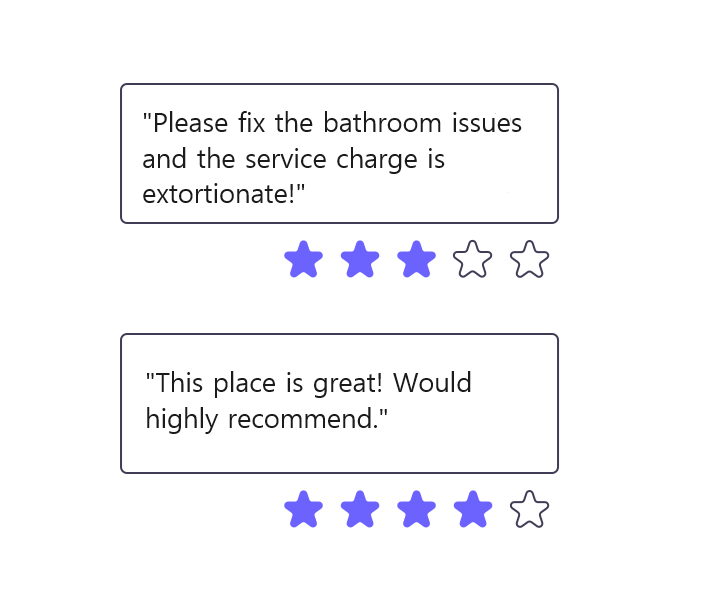 "Please fix the bathroom issues
and the service charge is
extortionate!"
"This place is great! Would
highly recommend."